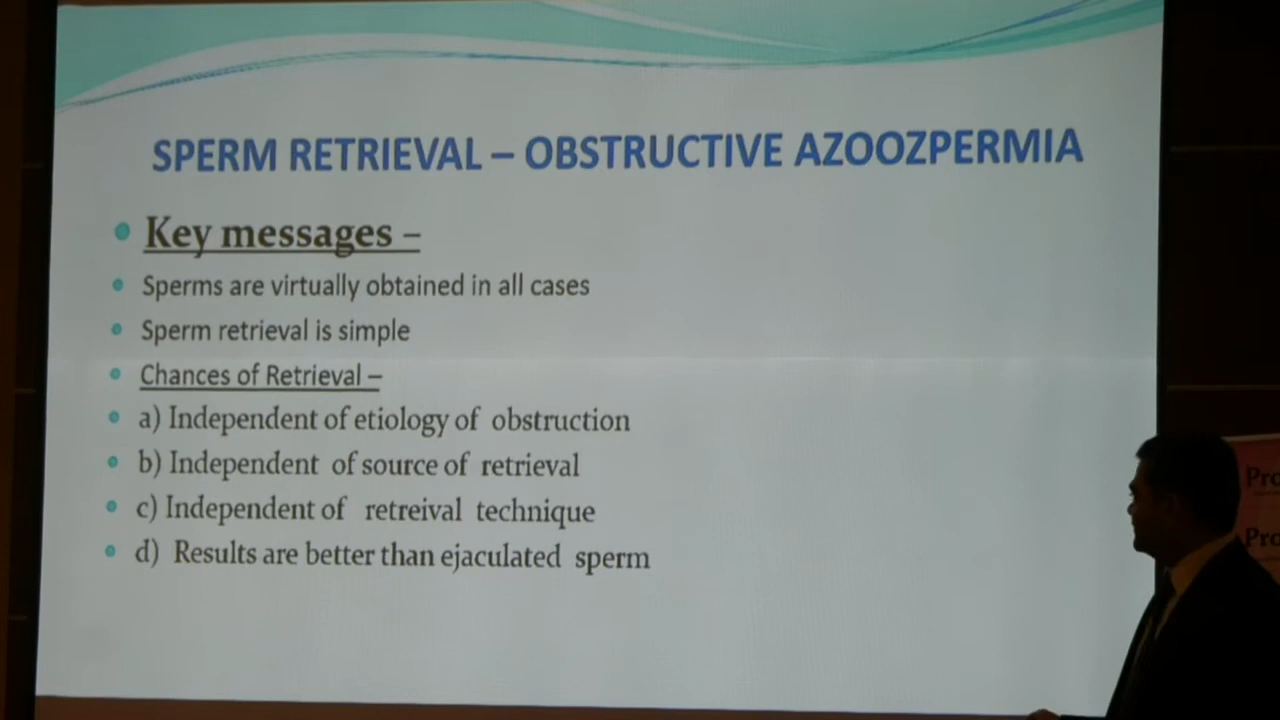 SPERM RETRIEVAL – OBSTRUCTIVE AZOOZPERMIA
Key messages –
Sperms are virtually obtained in all cases
Sperm retrieval is simple
Chances of Retrieval –
a) Independent of etiology of obstruction
b) Independent of source of retrieval
c) Independent of retreival technique
d) Results are better than ejaculated sperm
Pro
Pro